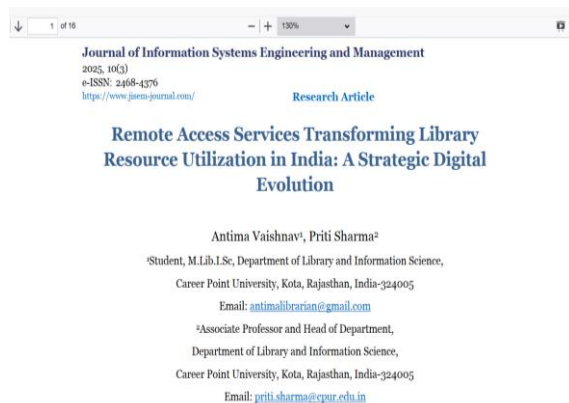 1 of 16 130%
Journal of Information Systems Engineering and Management
2025, 10(3)
e-ISSN: 2468-4376
https://www.jisem-journal.com/ Research Article
Remote Access Services Transforming Library
Resource Utilization in India: A Strategic Digital
Evolution
Antima Vaishnav¹, Priti Sharma²
¹Student, M.Lib.I.Sc, Department of Library and Information Science,
Career Point University, Kota, Rajasthan, India-324005
Email: antimalibrarian@gmail.com
²Associate Professor and Head of Department,
Department of Library and Information Science,
Career Point University, Kota, Rajasthan, India-324005
Email: priti.sharma@cpur.edu.in